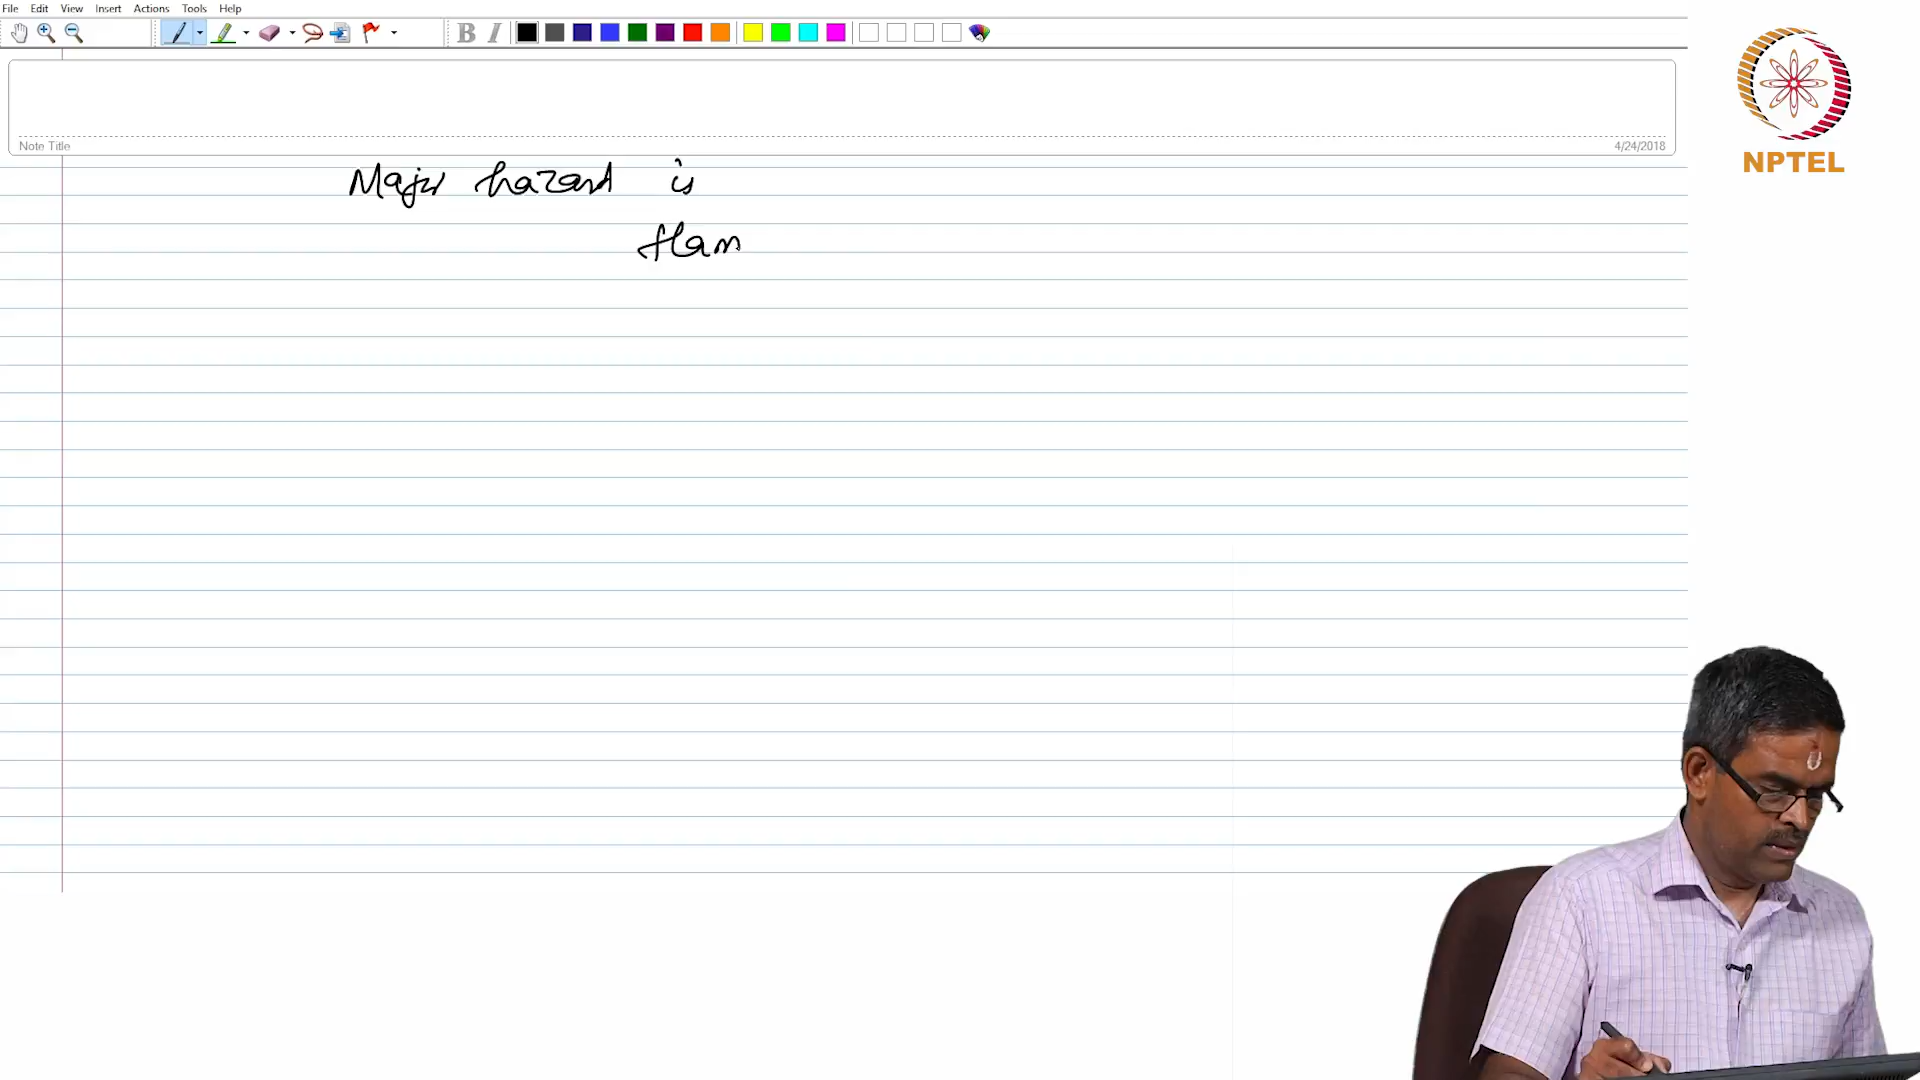 File Edit View Insert Actions Tools Help
B I
Note Title
4/24/2018
Major hazard is
flam
NPTEL